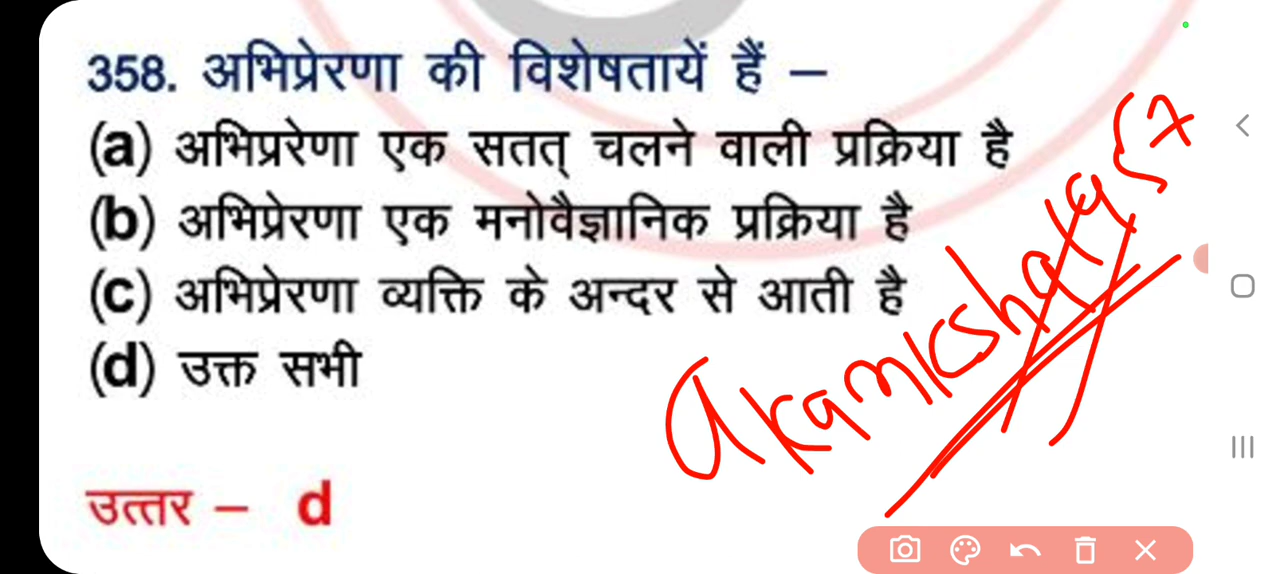 358. अभिप्रेरणा की विशेषतायें हैं –
(a) अभिप्ररेणा एक सतत् चलने वाली प्रक्रिया है
(b) अभिप्रेरणा एक मनोवैज्ञानिक प्रक्रिया है
(c) अभिप्रेरणा व्यक्ति के अन्दर से आती है
(d) उक्त सभी
उत्तर – d